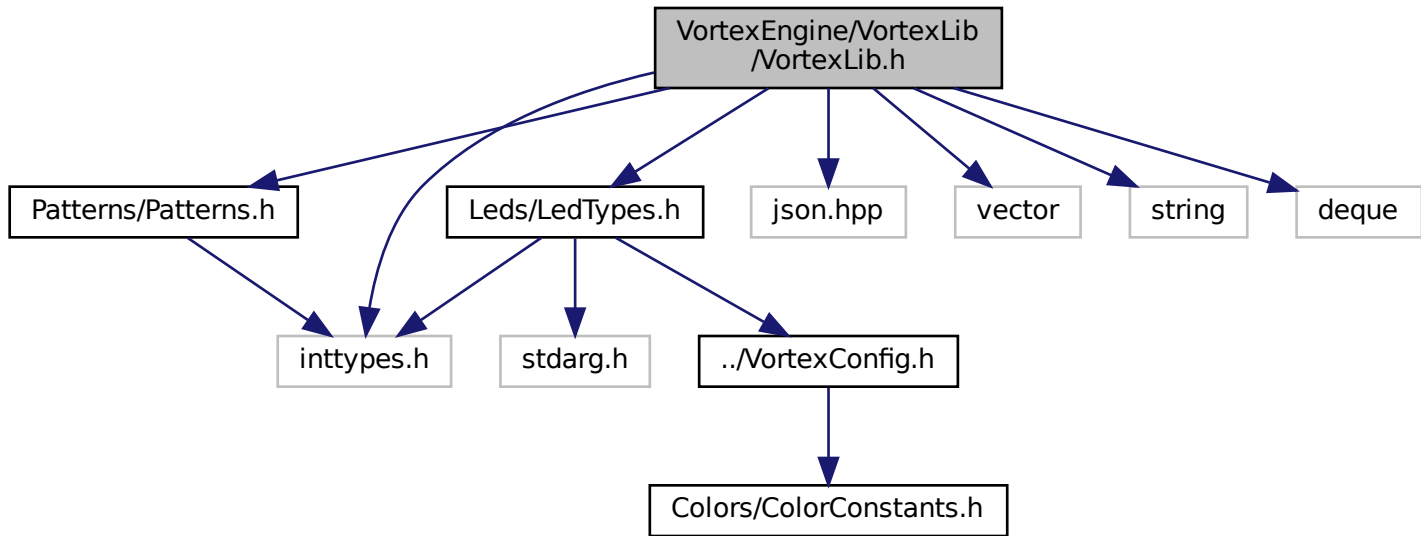 VortexEngine/VortexLib
/VortexLib.h
Patterns/Patterns.h
Leds/LedTypes.h
json.hpp
vector
string
deque
inttypes.h
stdarg.h
../VortexConfig.h
Colors/ColorConstants.h